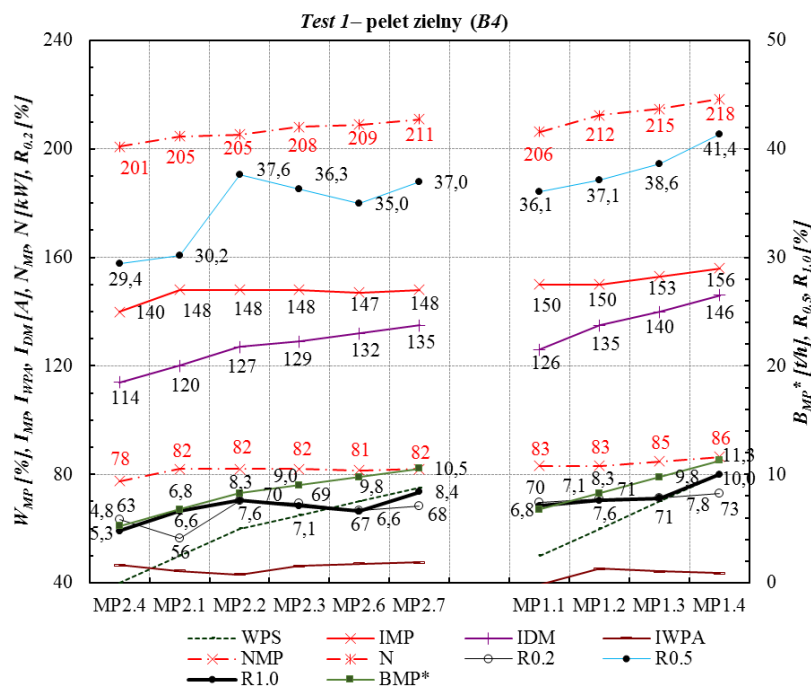 Test 1– pelet zielny (B4)
W_MP [%], I_MP, I_WPA, I_DM [A], N_MP, N [kW], R_0.2 [%]
B_MP* [t/h], R_0.5, R_1.0 [%]
240
200
160
120
80
40
50
40
30
20
10
0
201 205 205 208 209 211 206 212 215 218
29,4 30,2 37,6 36,3 35,0 37,0 36,1 37,1 38,6 41,4
140 148 148 148 147 148 150 150 153 156
114 120 127 129 132 135 126 135 140 146
78 82 82 82 81 82 83 83 85 86
5,3 6,8 8,3 9,0 9,8 10,5 6,8 8,3 9,8 11,3
63 56 70 69 67 68 70 71 71 73
4,8 6,6 7,6 7,1 6,6 8,4 7,1 7,6 7,8 10,0
MP2.4 MP2.1 MP2.2 MP2.3 MP2.6 MP2.7 MP1.1 MP1.2 MP1.3 MP1.4
WPS IMP IDM IWPA
NMP N R0.2 R0.5
R1.0 BMP*